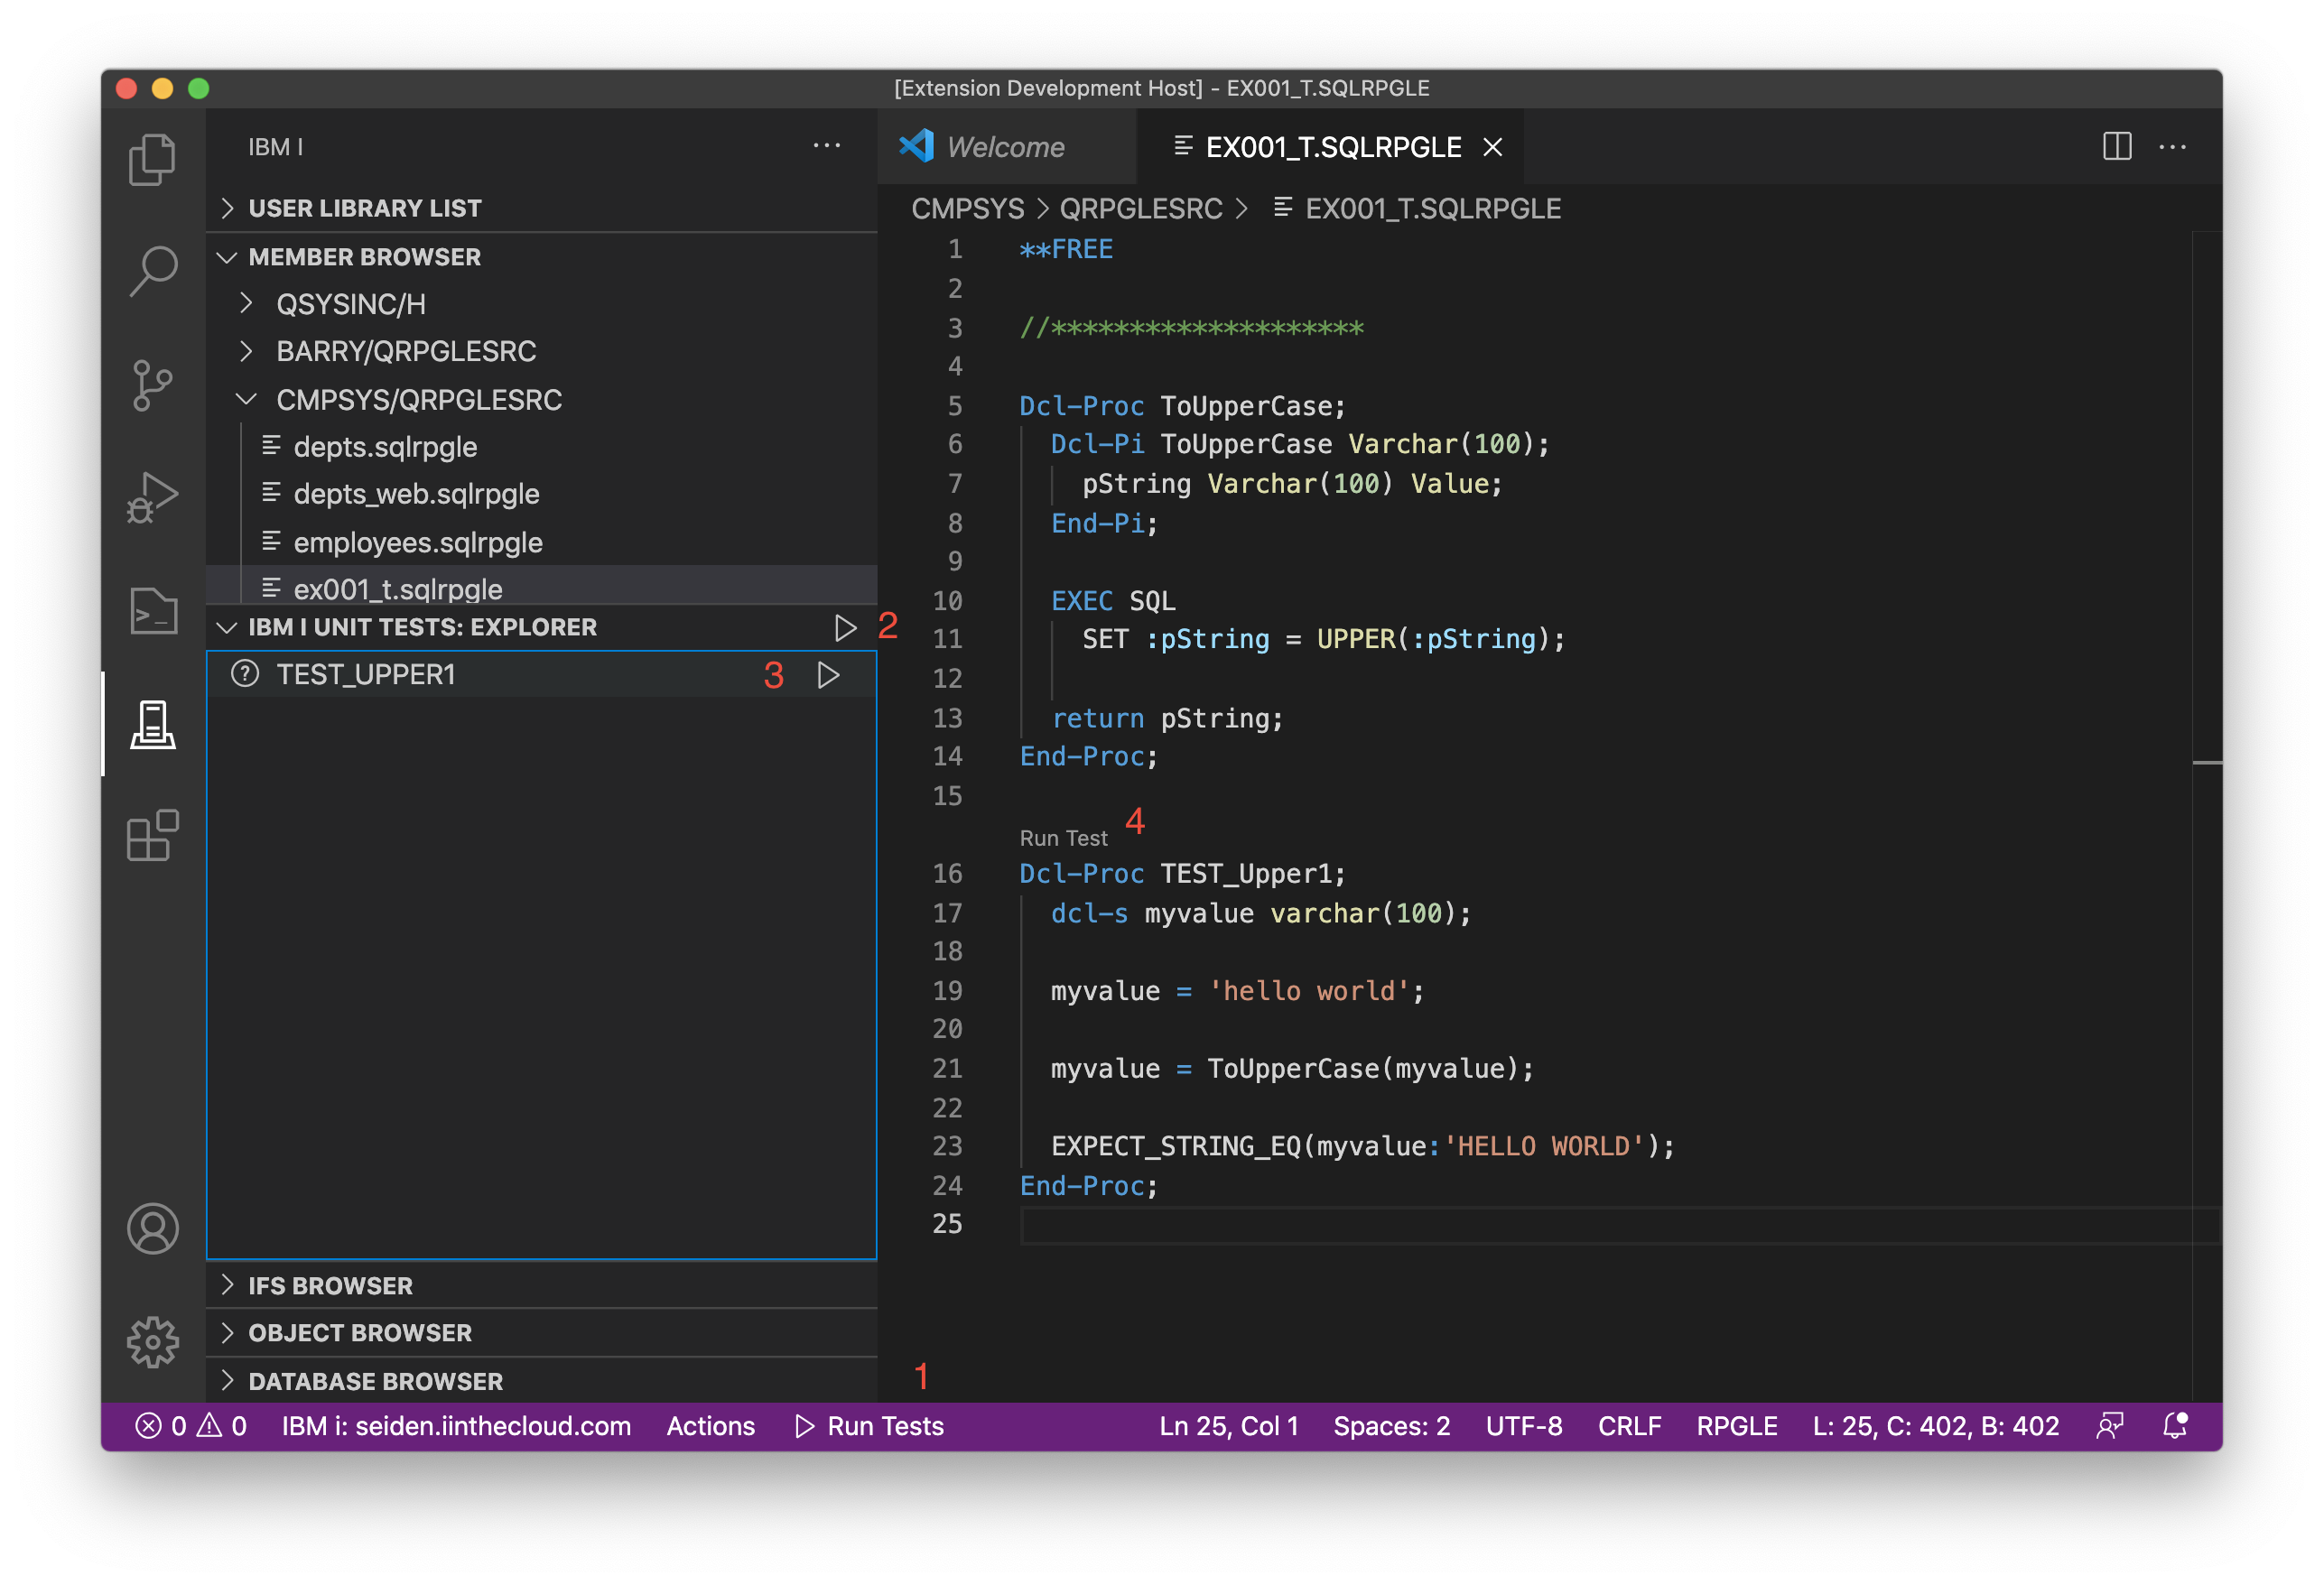 [Extension Development Host] - EX001_T.SQLRPGLE
IBM I
USER LIBRARY LIST
MEMBER BROWSER
QSYSINC/H
BARRY/QRPGLESRC
CMPSYS/QRPGLESRC
depts.sqlrpgle
depts_web.sqlrpgle
employees.sqlrpgle
ex001_t.sqlrpgle
IBM I UNIT TESTS: EXPLORER 2
TEST_UPPER1 3
IFS BROWSER
OBJECT BROWSER
DATABASE BROWSER
Welcome
EX001_T.SQLRPGLE
CMPSYS > QRPGLESRC > EX001_T.SQLRPGLE
1 **FREE
2
3 //********************
4
5 Dcl-Proc ToUpperCase;
6 Dcl-Pi ToUpperCase Varchar(100);
7 pString Varchar(100) Value;
8 End-Pi;
9
10 EXEC SQL
11 SET :pString = UPPER(:pString);
12
13 return pString;
14 End-Proc;
15
Run Test 4
16 Dcl-Proc TEST_Upper1;
17 dcl-s myvalue varchar(100);
18
19 myvalue = 'hello world';
20
21 myvalue = ToUpperCase(myvalue);
22
23 EXPECT_STRING_EQ(myvalue:'HELLO WORLD');
24 End-Proc;
25
1
0 0 IBM i: seiden.iinthecloud.com Actions Run Tests Ln 25, Col 1 Spaces: 2 UTF-8 CRLF RPGLE L: 25, C: 402, B: 402